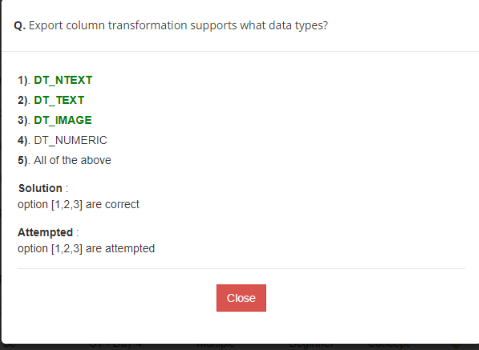 Q. Export column transformation supports what data types?
1). DT_NTEXT
2). DT_TEXT
3). DT_IMAGE
4). DT_NUMERIC
5). All of the above
Solution :
option [1,2,3] are correct
Attempted :
option [1,2,3] are attempted
Close